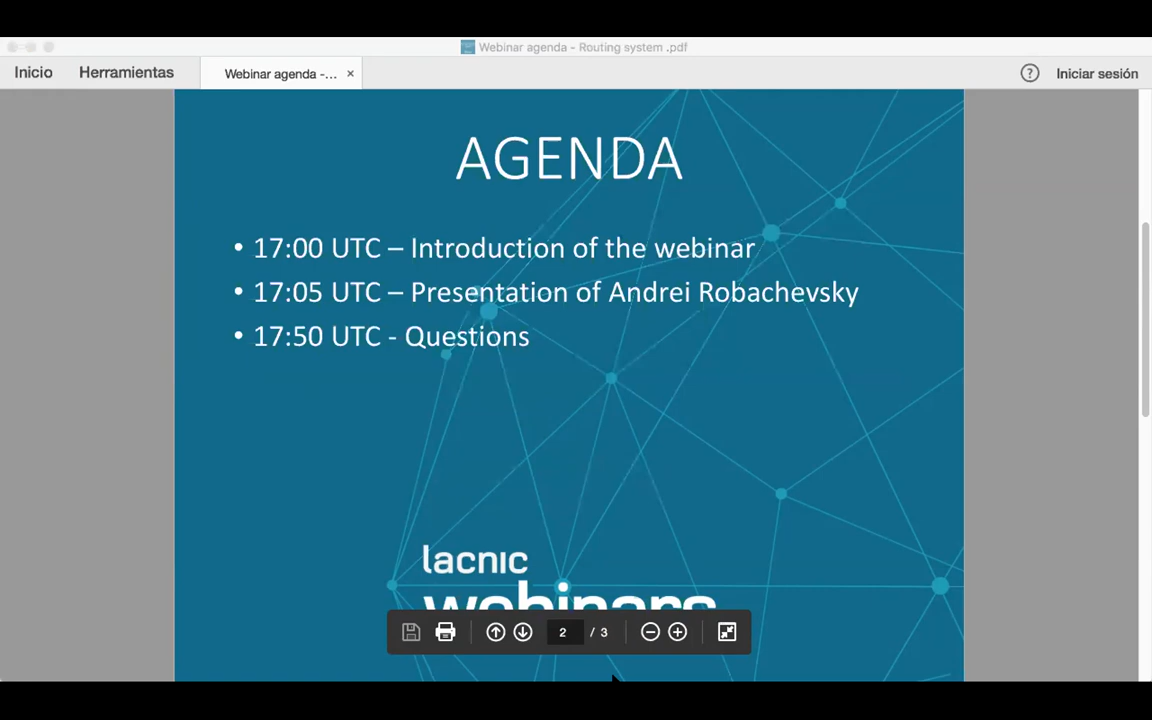 Webinar agenda - Routing system .pdf
Inicio Herramientas Webinar agenda -... × ? Iniciar sesión
AGENDA
• 17:00 UTC – Introduction of the webinar
• 17:05 UTC – Presentation of Andrei Robachevsky
• 17:50 UTC - Questions
lacnic
webinars
2 / 3